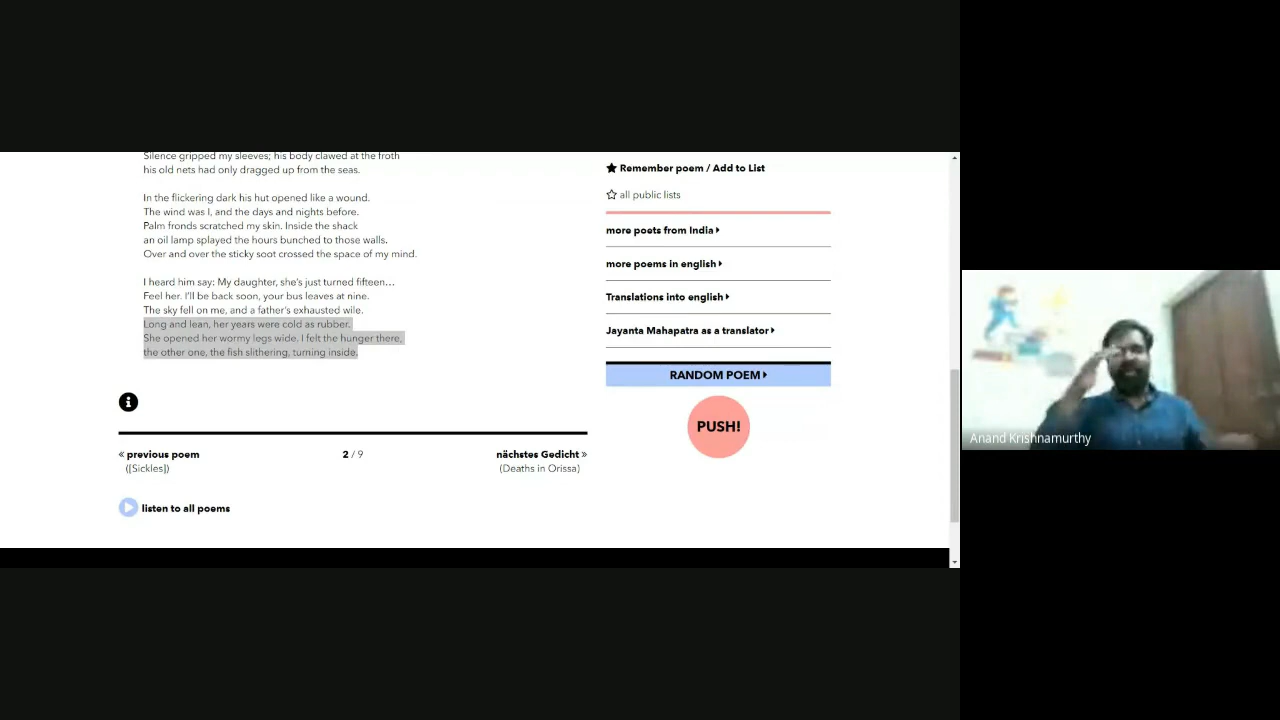 Silence gripped my sleeves; his body clawed at the froth
his old nets had only dragged up from the seas.
In the flickering dark his hut opened like a wound.
The wind was I, and the days and nights before.
Palm fronds scratched my skin. Inside the shack
an oil lamp splayed the hours bunched to those walls.
Over and over the sticky soot crossed the space of my mind.
I heard him say: My daughter, she's just turned fifteen…
Feel her. I'll be back soon, your bus leaves at nine.
The sky fell on me, and a father's exhausted wile.
Long and lean, her years were cold as rubber.
She opened her wormy legs wide. I felt the hunger there,
the other one, the fish slithering, turning inside.
« previous poem
([Sickles])
2 / 9
nächstes Gedicht »
(Deaths in Orissa)
listen to all poems
Remember poem / Add to List
all public lists
more poets from India
more poems in english
Translations into english
Jayanta Mahapatra as a translator
RANDOM POEM
PUSH!
Anand Krishnamurthy